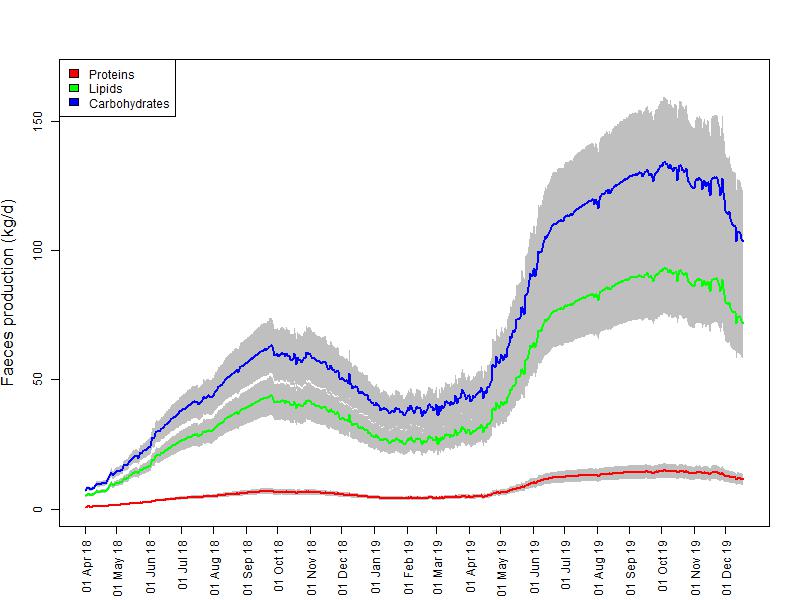 Proteins
Lipids
Carbohydrates
Faeces production (kg/d)
150
100
50
0
01 Apr 18
01 May 18
01 Jun 18
01 Jul 18
01 Aug 18
01 Sep 18
01 Oct 18
01 Nov 18
01 Dec 18
01 Jan 19
01 Feb 19
01 Mar 19
01 Apr 19
01 May 19
01 Jun 19
01 Jul 19
01 Aug 19
01 Sep 19
01 Oct 19
01 Nov 19
01 Dec 19